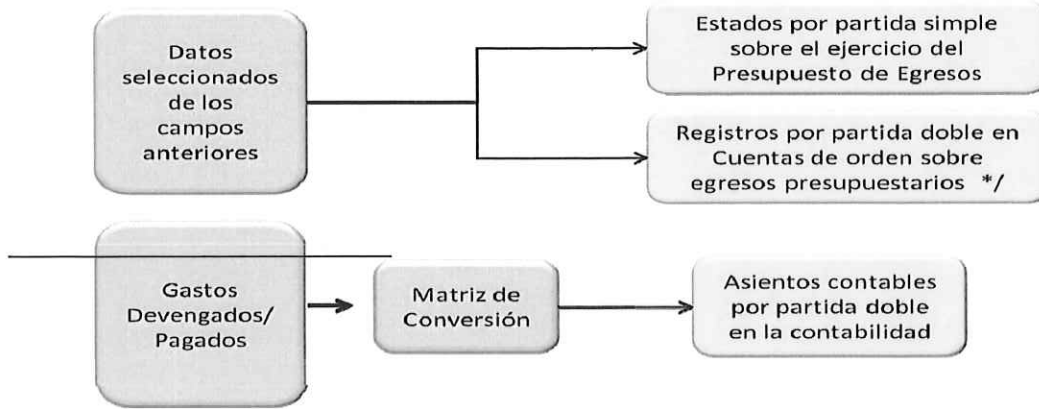 Datos
seleccionados
de los
campos
anteriores
Estados por partida simple
sobre el ejercicio del
Presupuesto de Egresos
Registros por partida doble en
Cuentas de orden sobre
egresos presupuestarios */
Gastos
Devengados/
Pagados
Matriz de
Conversión
Asientos contables
por partida doble
en la contabilidad